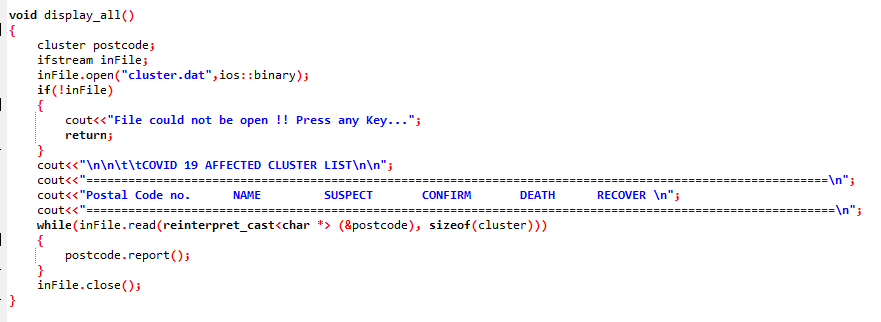 void display_all()
{
    cluster postcode;
    ifstream inFile;
    inFile.open("cluster.dat",ios::binary);
    if(!inFile)
    {
        cout<<"File could not be open !! Press any Key...";
        return;
    }
    cout<<"\n\n\t\tCOVID 19 AFFECTED CLUSTER LIST\n\n";
    cout<<"==========================================================================================================\n";
    cout<<"Postal Code no.      NAME         SUSPECT       CONFIRM       DEATH      RECOVER \n";
    cout<<"===========================================================================================================\n";
    while(inFile.read(reinterpret_cast<char *> (&postcode), sizeof(cluster)))
    {
        postcode.report();
    }
    inFile.close();
}